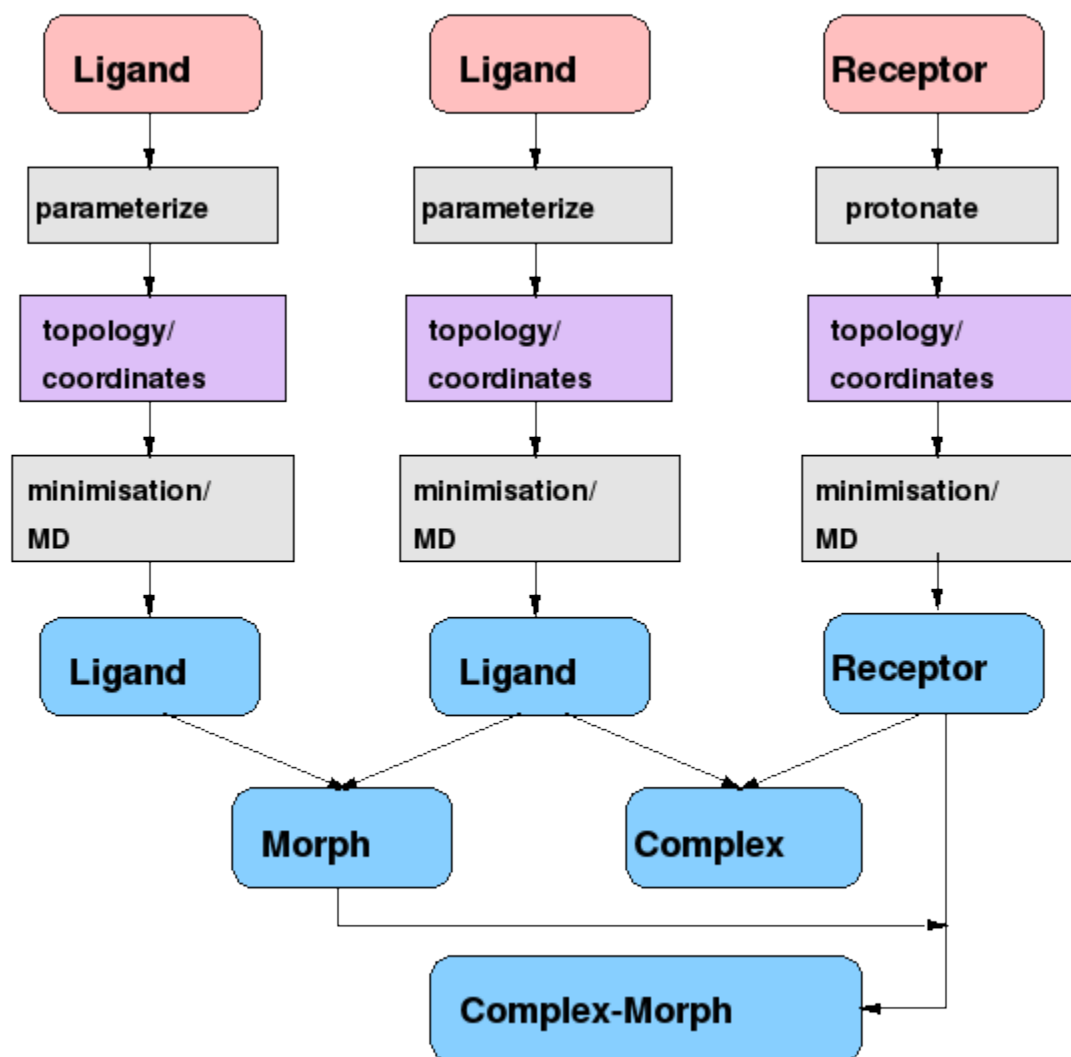 Ligand
Ligand
Receptor
parameterize
parameterize
protonate
topology/
coordinates
topology/
coordinates
topology/
coordinates
minimisation/
MD
minimisation/
MD
minimisation/
MD
Ligand
Ligand
Receptor
Morph
Complex
Complex-Morph